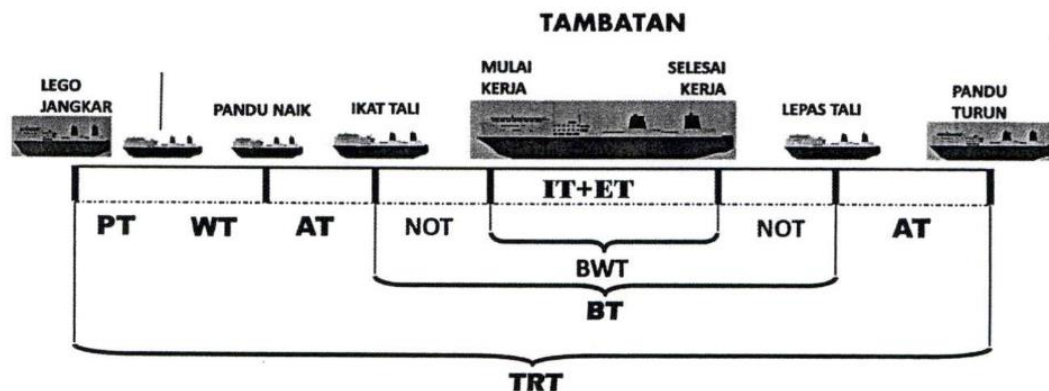 TAMBATAN
LEGO
JANGKAR
PANDU NAIK
IKAT TALI
MULAI
KERJA
SELESAI
KERJA
LEPAS TALI
PANDU
TURUN
IT+ET
PT WT AT NOT NOT AT
BWT
BT
TRT